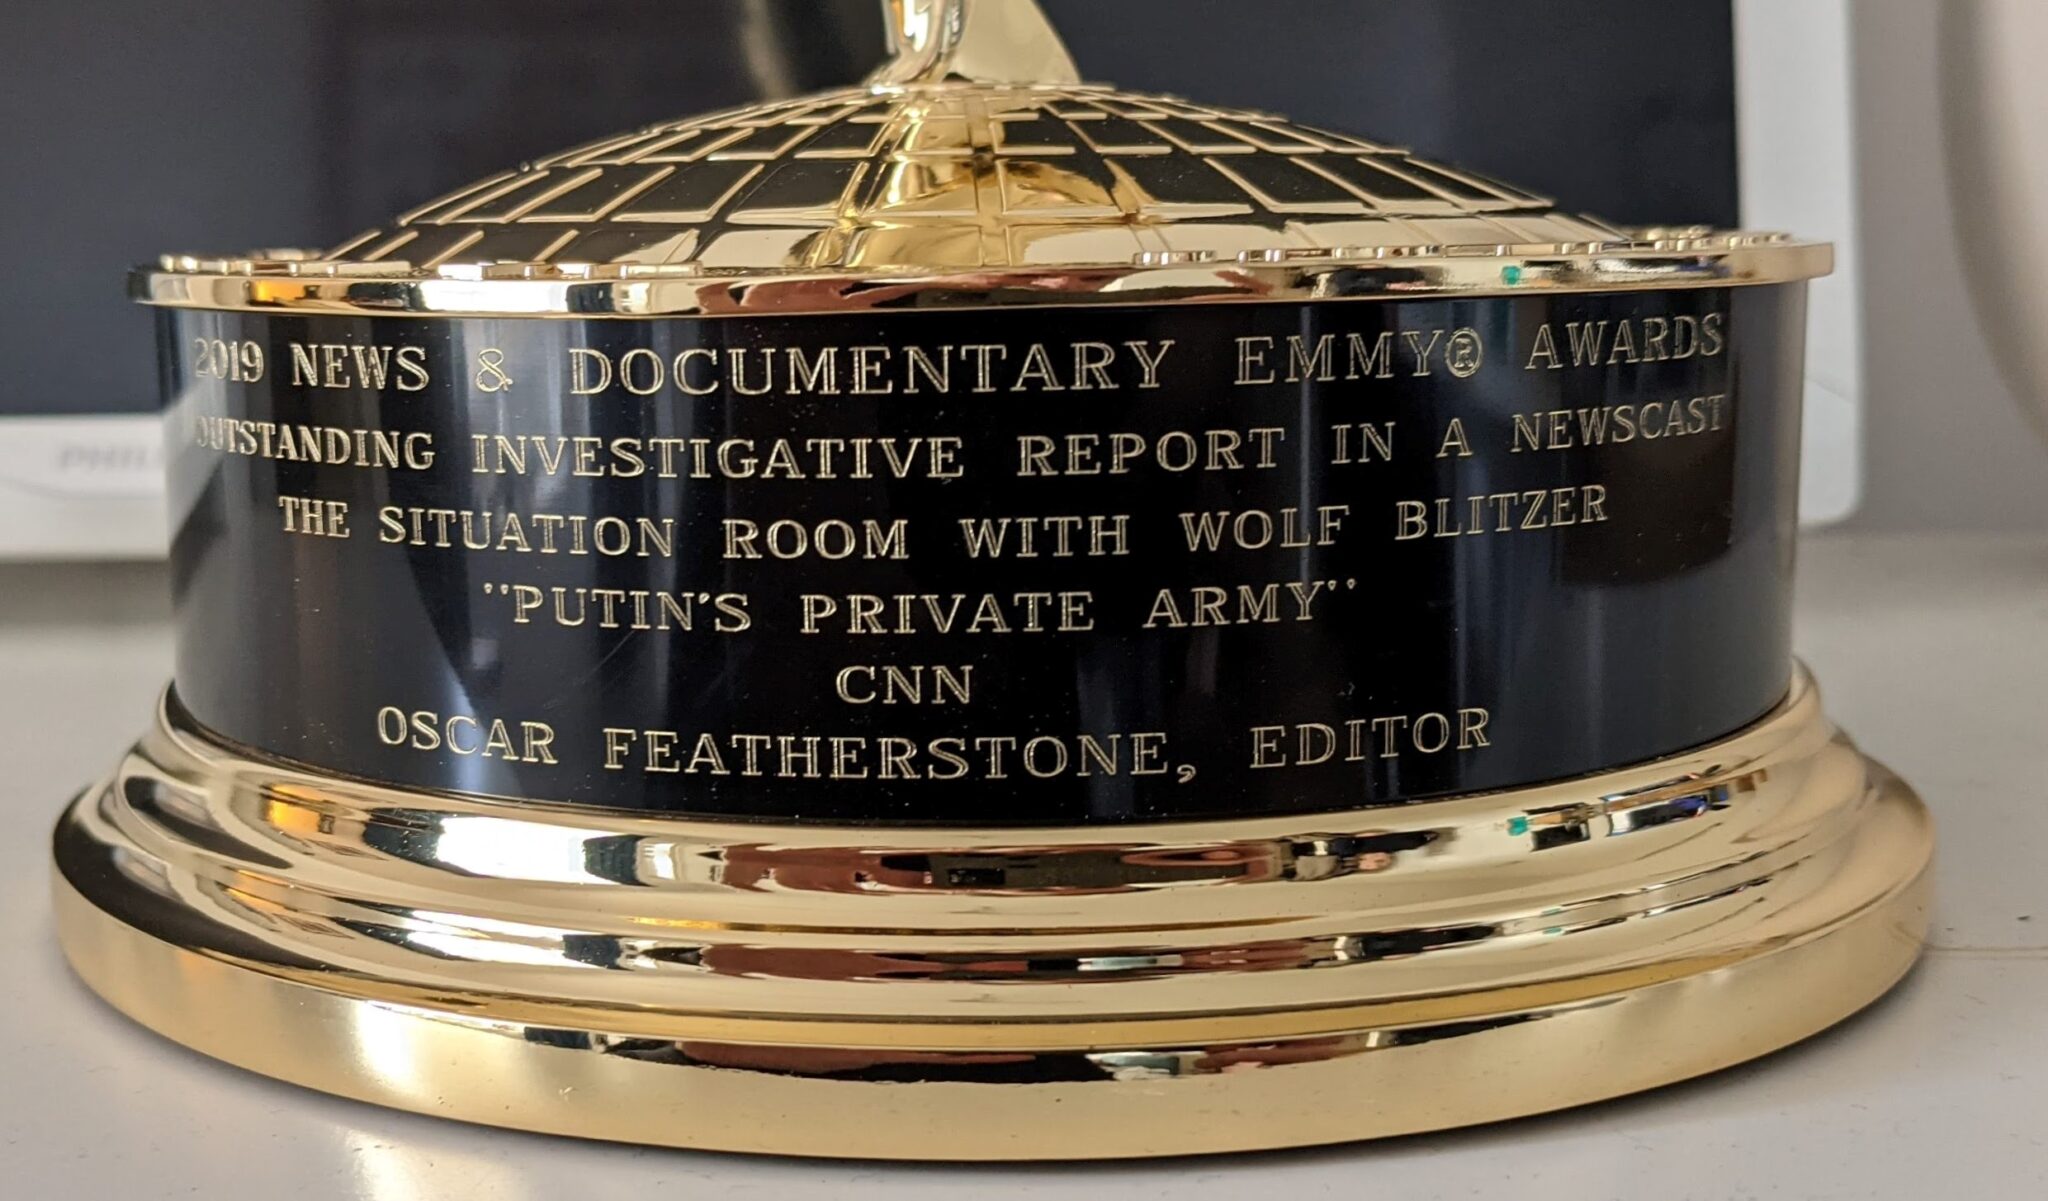 2019 NEWS & DOCUMENTARY EMMY® AWARDS
OUTSTANDING INVESTIGATIVE REPORT IN A NEWSCAST
THE SITUATION ROOM WITH WOLF BLITZER
"PUTIN'S PRIVATE ARMY"
CNN
OSCAR FEATHERSTONE, EDITOR